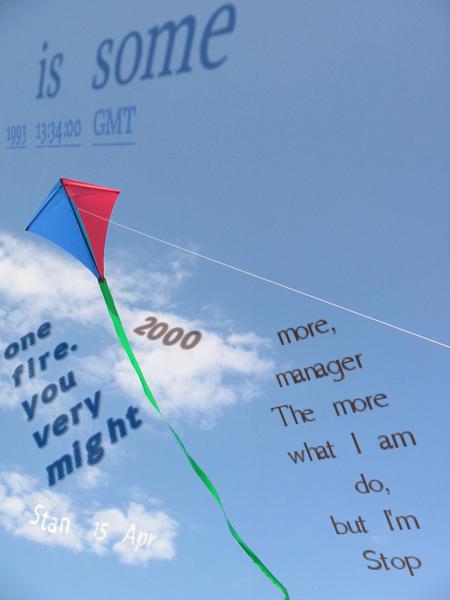 is some
1993 13:34:00 GMT
2000
one
fire.
you
very
might
more,
manager
The more
what I am
do,
but I'm
Stop
Stan 15 Apr